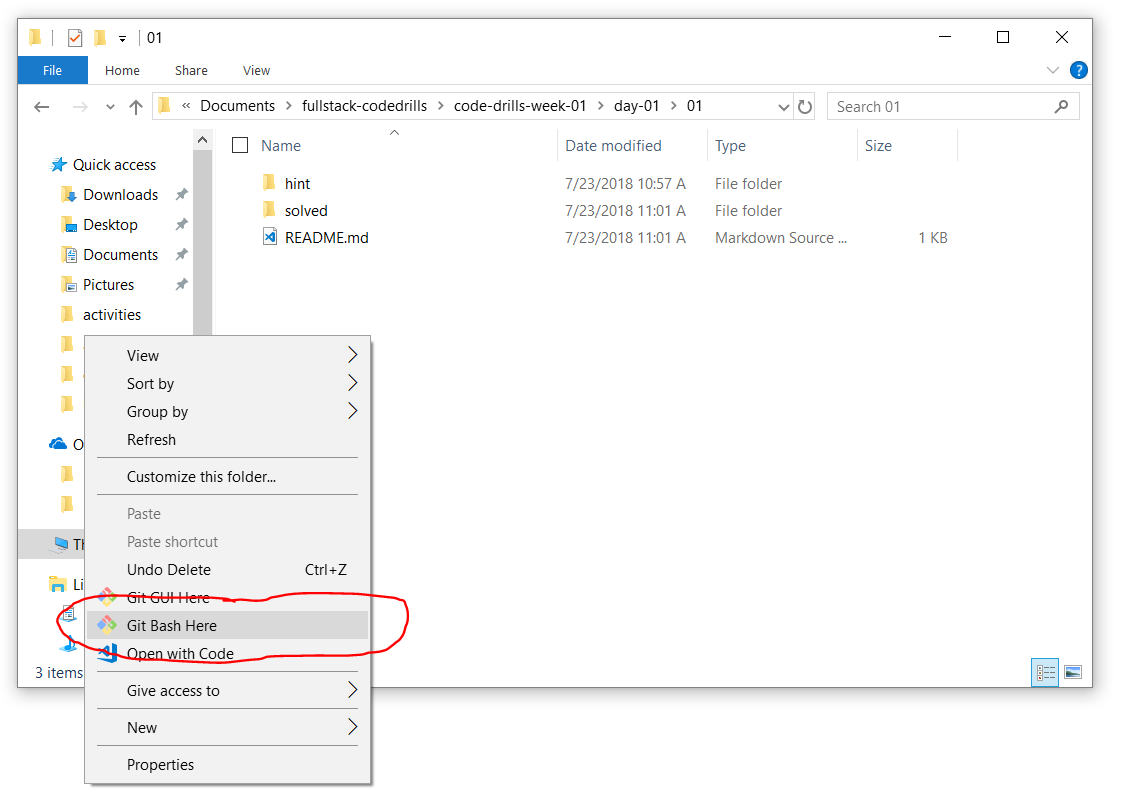 01
File Home Share View
« Documents > fullstack-codedrills > code-drills-week-01 > day-01 > 01
Search 01
Name Date modified Type Size
Quick access
Downloads
Desktop
Documents
Pictures
activities
hint 7/23/2018 10:57 A File folder
solved 7/23/2018 11:01 A File folder
README.md 7/23/2018 11:01 A Markdown Source ... 1 KB
O
Th
Li
3 items
View
Sort by
Group by
Refresh
Customize this folder...
Paste
Paste shortcut
Undo Delete Ctrl+Z
Git GUI Here
Git Bash Here
Open with Code
Give access to
New
Properties